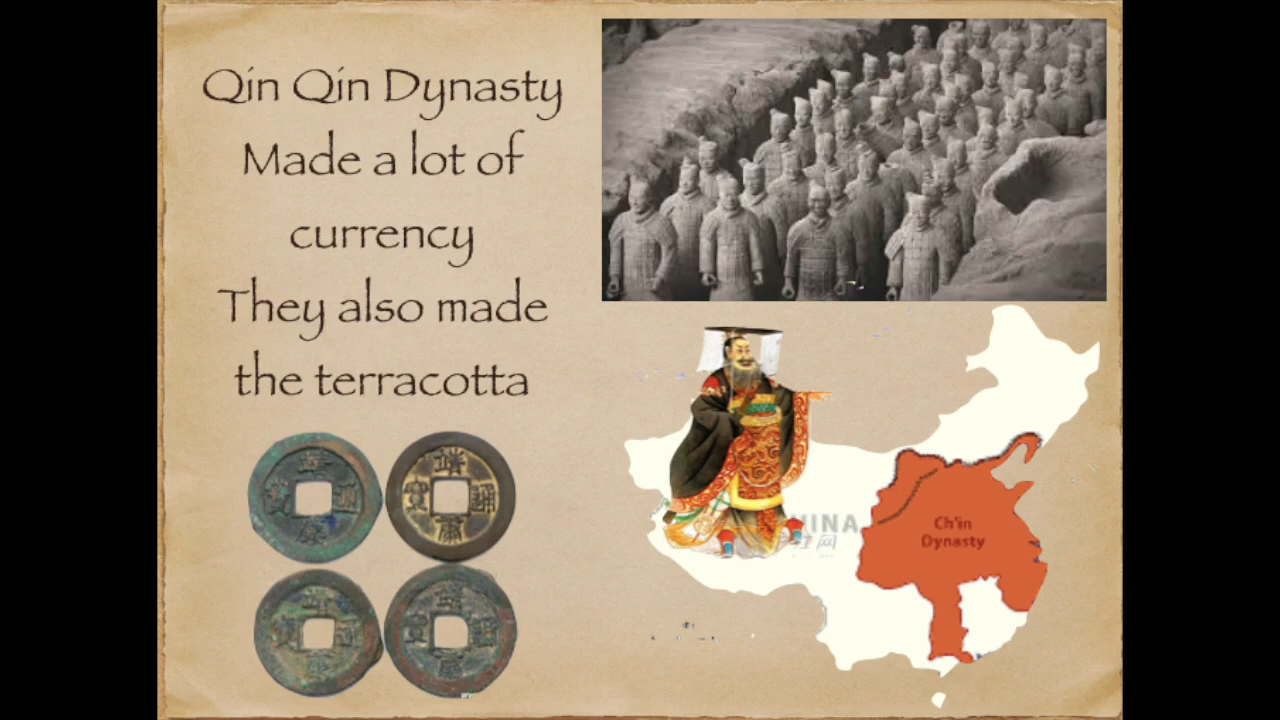 Qin Qin Dynasty
Made a lot of
currency
They also made
the terracotta
Ch'in
Dynasty